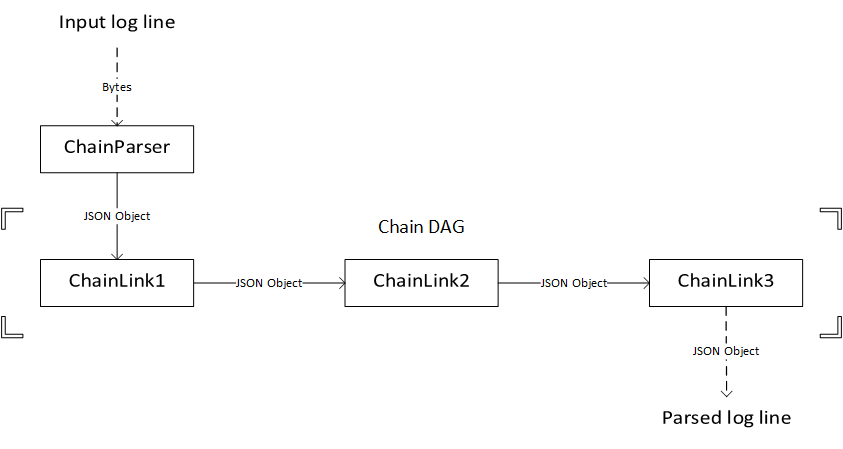 Input log line
Bytes
ChainParser
JSON Object
Chain DAG
ChainLink1
JSON Object
ChainLink2
JSON Object
ChainLink3
JSON Object
Parsed log line